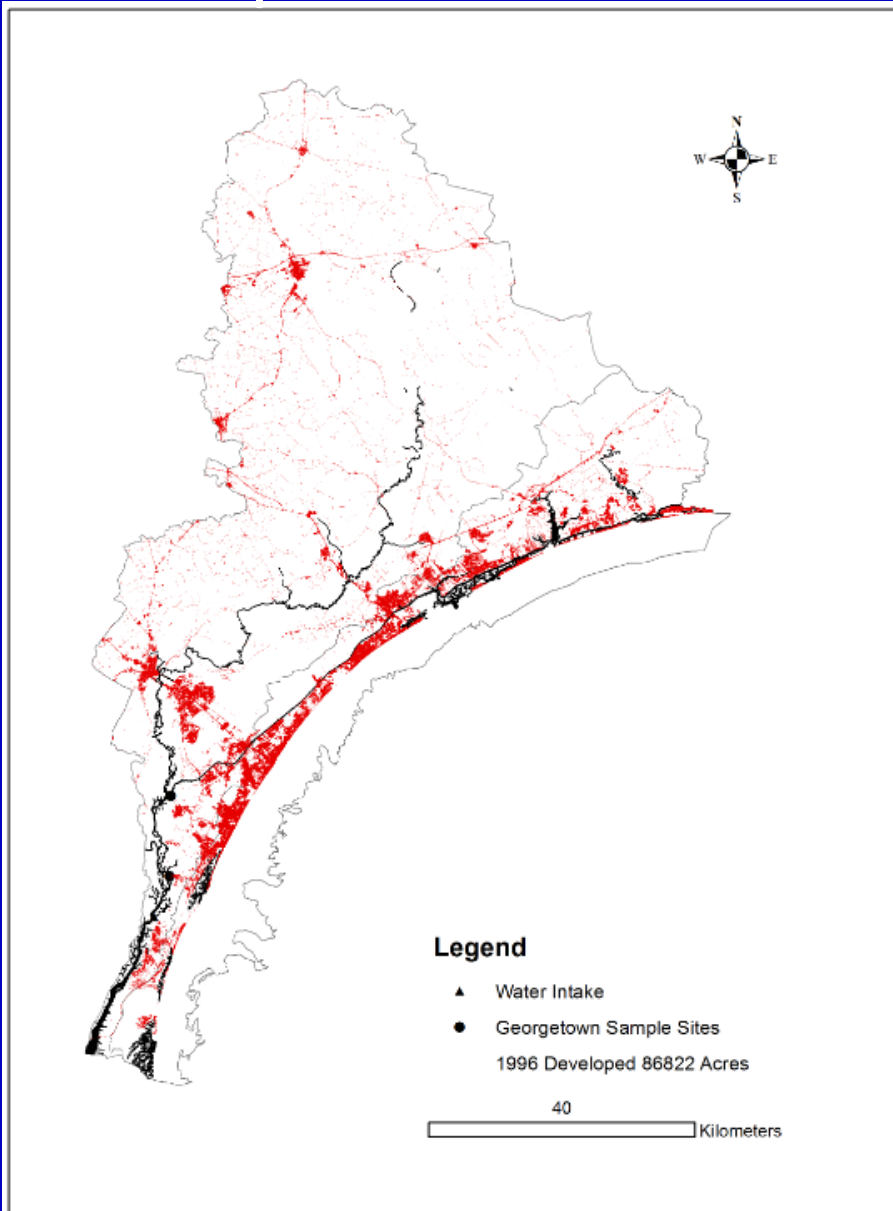 N
W E
S
Legend
Water Intake
Georgetown Sample Sites
1996 Developed 86822 Acres
40
Kilometers